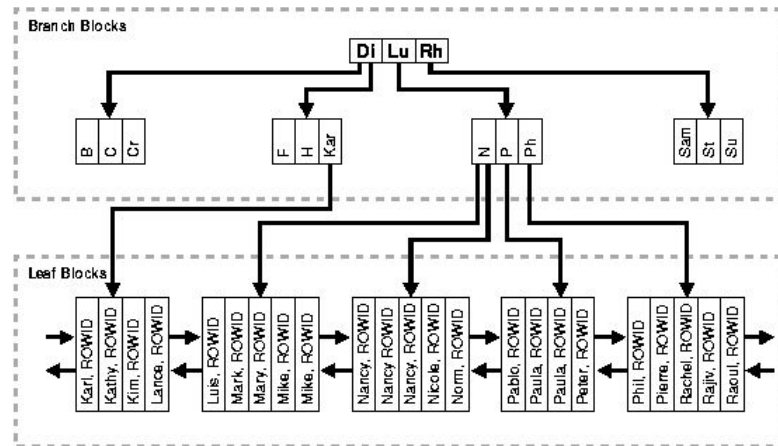 Branch Blocks
Di Lu Rh
B
C
Cr
F
H
Kar
N
P
Ph
Sam
St
Su
Leaf Blocks
Karl, ROWID
Kathy, ROWID
Kim, ROWID
Lance, ROWID
Luis, ROWID
Mark, ROWID
Mary, ROWID
Mike, ROWID
Mike, ROWID
Nancy, ROWID
Nancy, ROWID
Nancy, ROWID
Nicole, ROWID
Norm, ROWID
Pablo, ROWID
Paula, ROWID
Paula, ROWID
Peter, ROWID
Phil, ROWID
Pierre, ROWID
Rachel, ROWID
Rajiv, ROWID
Raoul, ROWID